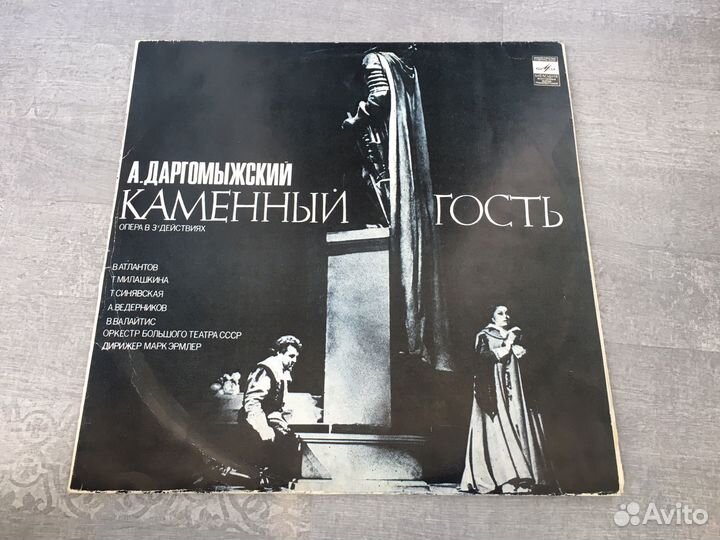 А.ДАРГОМЫЖСКИЙ
КАМЕННЫЙ ГОСТЬ
ОПЕРА В 3 ДЕЙСТВИЯХ
В.АТЛАНТОВ
Т.МИЛАШКИНА
Т.СИНЯВСКАЯ
А.ВЕДЕРНИКОВ
В.ВАЛАЙТИС
ОРКЕСТР БОЛЬШОГО ТЕАТРА СССР
ДИРИЖЕР МАРК ЭРМЛЕР
Avito